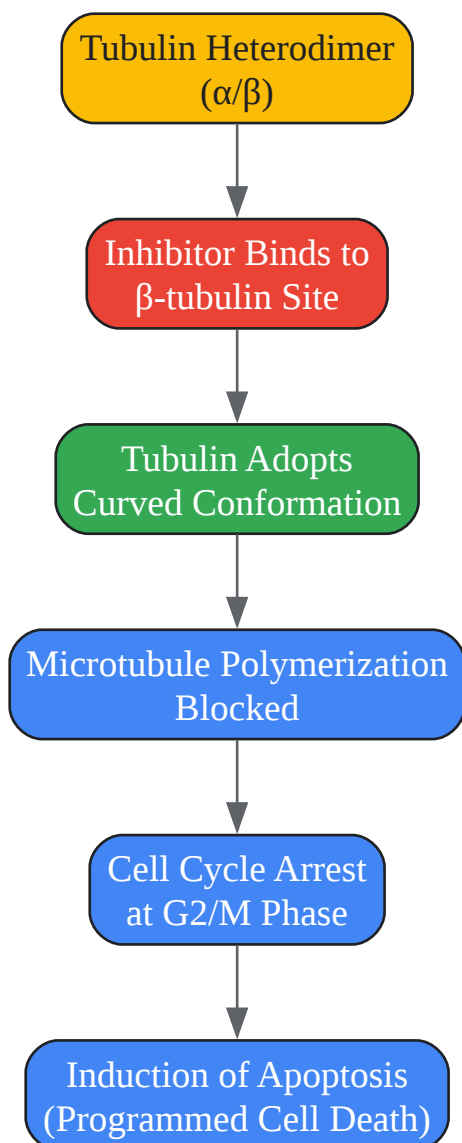 Tubulin Heterodimer
(α/β)
Inhibitor Binds to
β-tubulin Site
Tubulin Adopts
Curved Conformation
Microtubule Polymerization
Blocked
Cell Cycle Arrest
at G2/M Phase
Induction of Apoptosis
(Programmed Cell Death)